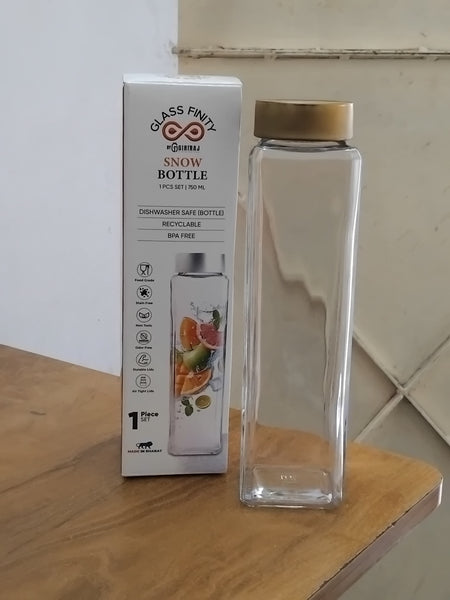 GLASS FINITY
BY GIRIRAJ
SNOW
BOTTLE
1 PCS SET | 750 ML
DISHWASHER SAFE (BOTTLE)
RECYCLABLE
BPA FREE
Food Grade
Stain Free
Non Toxic
Odor Free
Durable Lids
Air Tight Lids
1 Piece
SET
MADE IN BHARAT